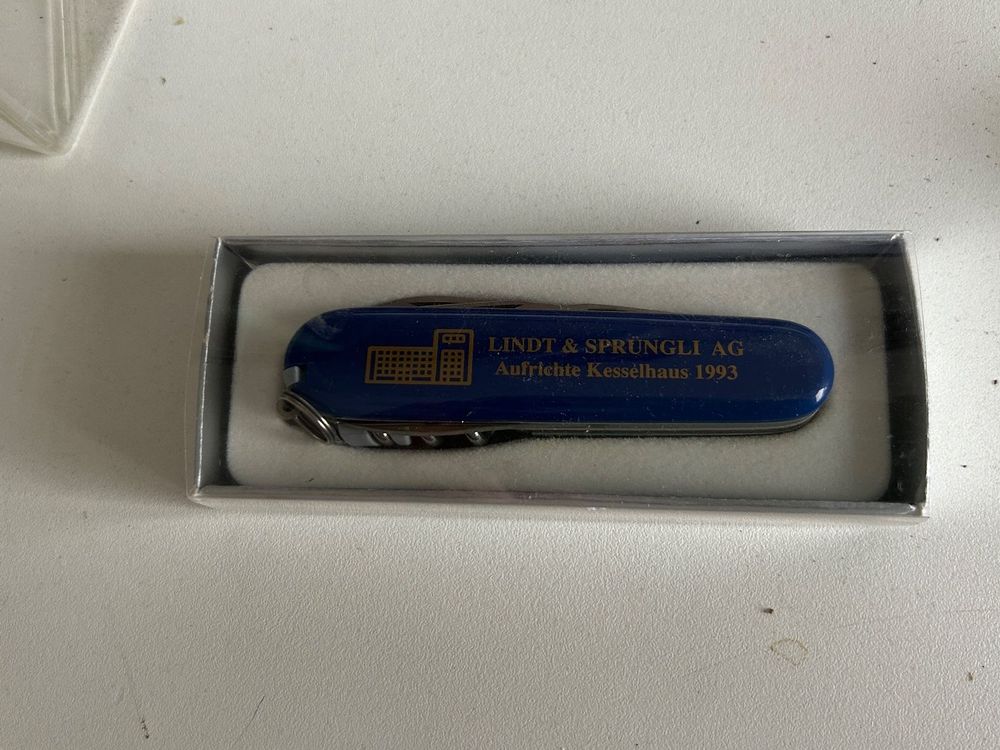 LINDT & SPRÜNGLI AG
Aufrichte Kesselhaus 1993